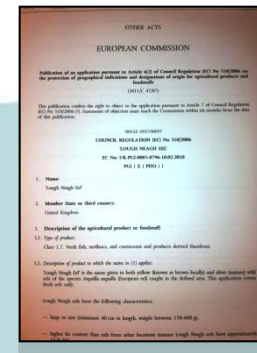 OTHER ACTS
EUROPEAN COMMISSION
Publication of an application pursuant to Article 6(2) of Council Regulation (EC) No 510/2006 on
the protection of geographical indications and designations of origin for agricultural products and
foodstuffs
(2011/C 47/07)
This publication confers the right to object to the application pursuant to Article 7 of Council Regulation
(EC) No 510/2006 Statements of objection must reach the Commission within six months from the date
of this publication.
SINGLE DOCUMENT
COUNCIL REGULATION (EC) No 510/2006
'LOUGH NEAGH EEL'
EC No: UK-PGI-0005-0796-10.02.2010
PGI ( X ) PDO ( )
1. Name:
'Lough Neagh Eel'
2. Member State or third country:
United Kingdom
3. Description of the agricultural product or foodstuff:
3.1. Type of product:
Class 1.7. Fresh fish, molluscs, and crustaceans and products derived therefrom
3.2. Description of product to which the name in (1) applies:
'Lough Neagh Eel' is the name given to both yellow (known as brown locally) and silver (mature) wild
eels of the species Anguilla anguilla (European eel) caught in the defined area. This application covers
fresh eels only.
Lough Neagh eels have the following characteristics:
— large in size (minimum 40 cm in length, weight between 150-600 g),
— higher fat content than eels from other locations (mature Lough Neagh eels have approximately